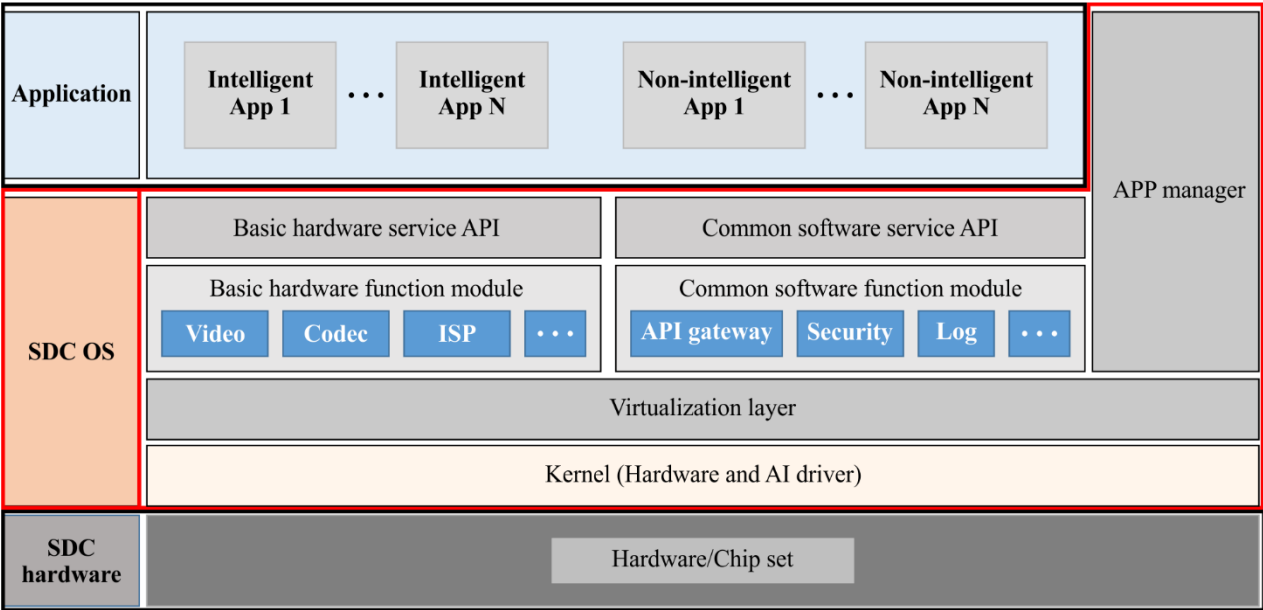 Application
Intelligent
App 1
...
Intelligent
App N
Non-intelligent
App 1
...
Non-intelligent
App N
APP manager
SDC OS
Basic hardware service API
Common software service API
Basic hardware function module
Video
Codec
ISP
...
Common software function module
API gateway
Security
Log
...
Virtualization layer
Kernel (Hardware and AI driver)
SDC
hardware
Hardware/Chip set